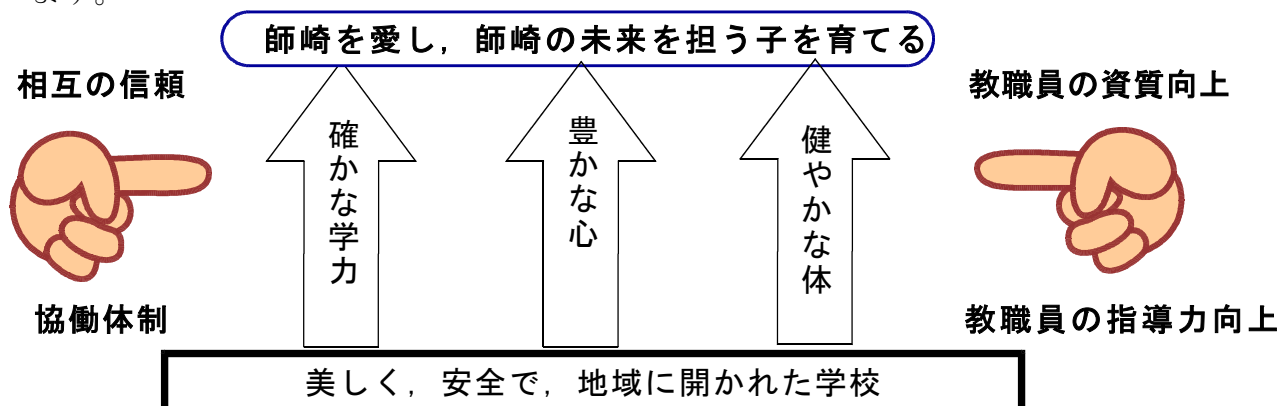 ます。
師崎を愛し，師崎の未来を担う子を育てる
相互の信頼
教職員の資質向上
確かな学力
豊かな心
健やかな体
協働体制
教職員の指導力向上
美しく，安全で，地域に開かれた学校